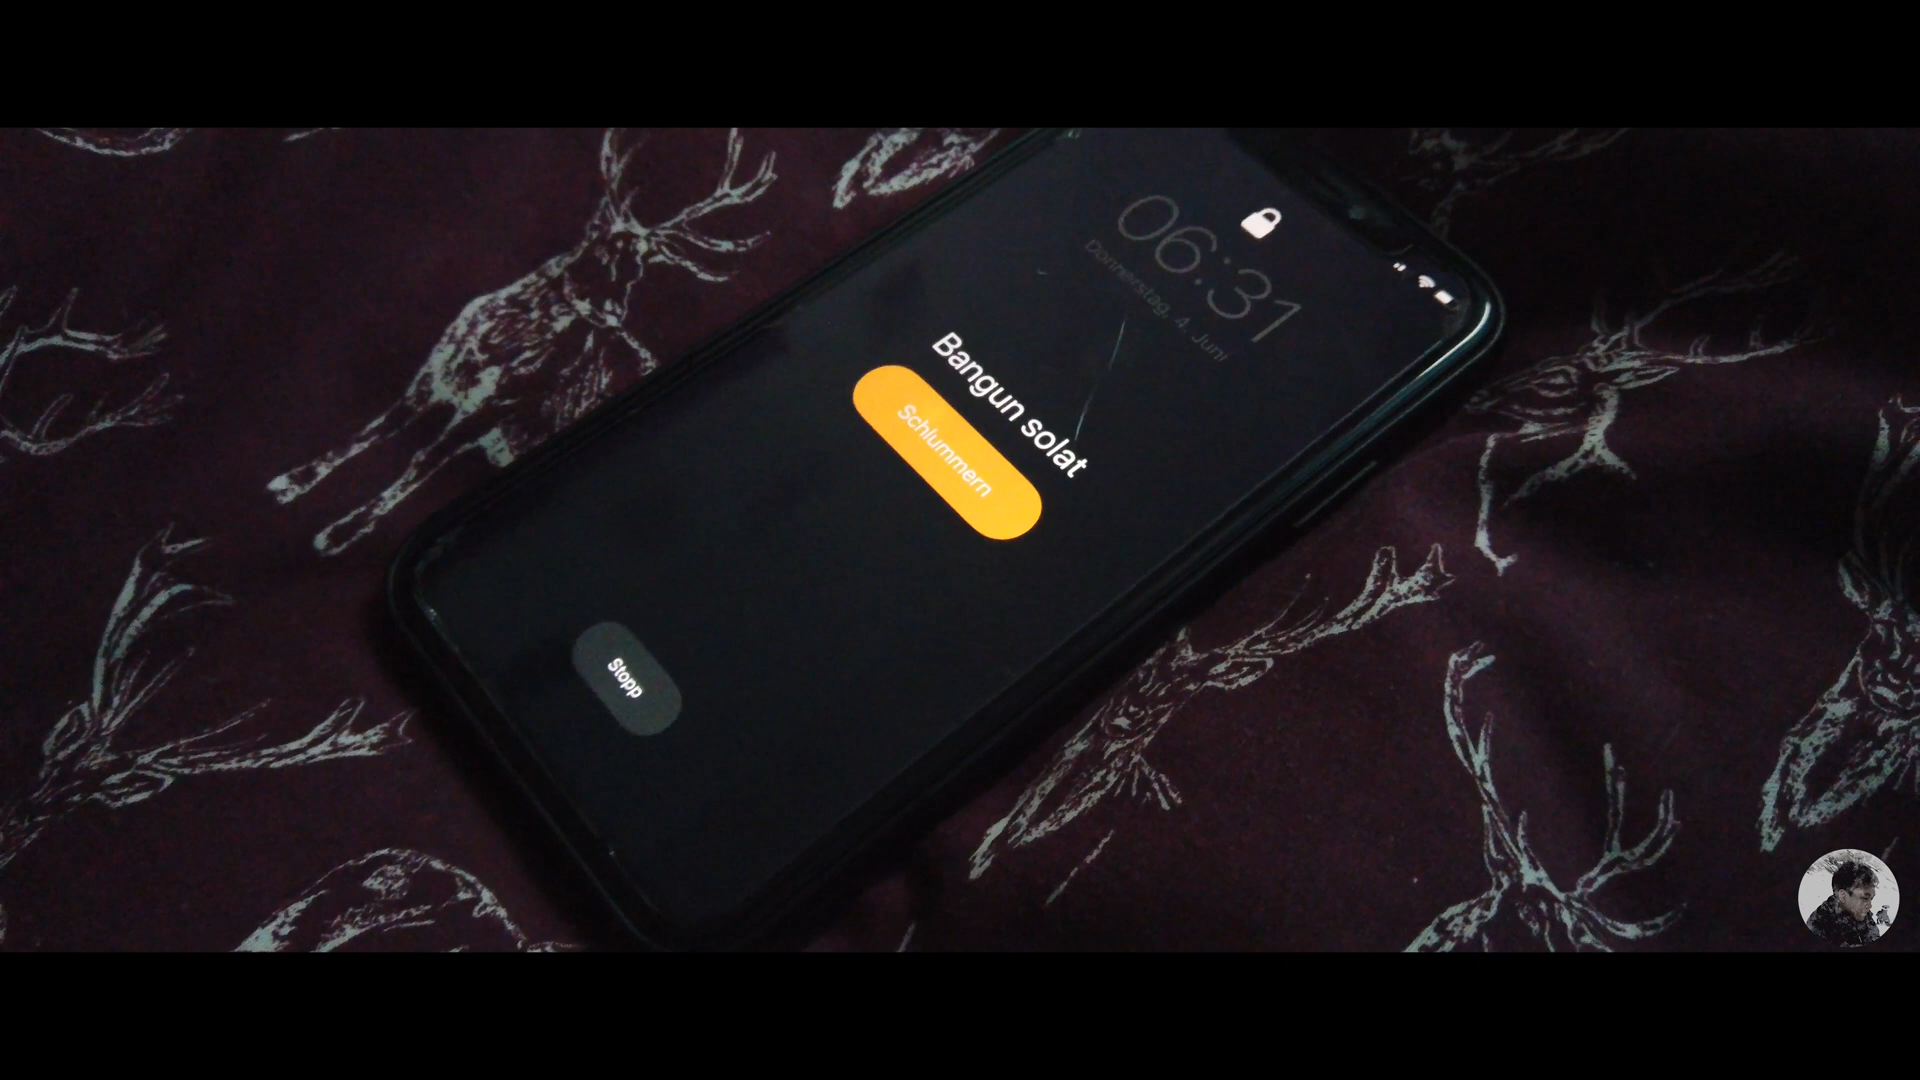 06:31
Donnerstag, 4. Juni
Bangun solat
Schlummern
Stopp